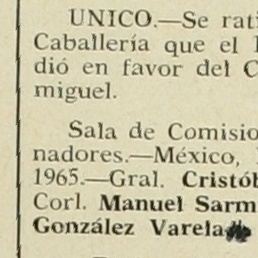 UNICO.—Se rati
Caballería que el
dió en favor del C
miguel.
Sala de Comisio
nadores.—México,
1965.—Gral. Cristób
Corl. Manuel Sarm
González Varela